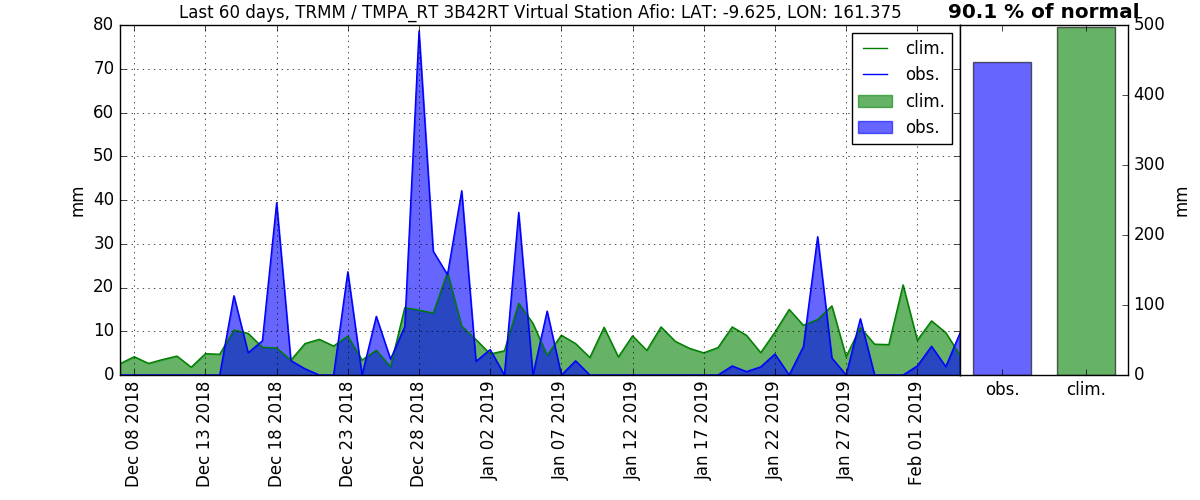 Last 60 days, TRMM / TMPA_RT 3B42RT Virtual Station Afio: LAT: -9.625, LON: 161.375
90.1 % of normal
80
70
60
50
40
30
20
10
0
mm
clim.
obs.
clim.
obs.
500
400
300
200
100
0
mm
obs.
clim.
Dec 08 2018
Dec 13 2018
Dec 18 2018
Dec 23 2018
Dec 28 2018
Jan 02 2019
Jan 07 2019
Jan 12 2019
Jan 17 2019
Jan 22 2019
Jan 27 2019
Feb 01 2019